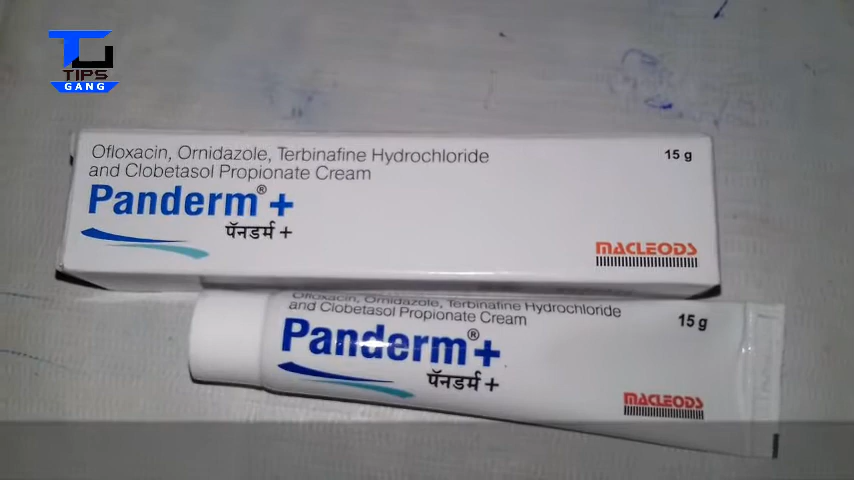 TG
TIPS
GANG
Ofloxacin, Ornidazole, Terbinafine Hydrochloride
and Clobetasol Propionate Cream
15 g
Panderm® +
पॅनडर्म +
MACLEODS
Ofloxacin, Ornidazole, Terbinafine Hydrochloride
and Clobetasol Propionate Cream
15 g
Panderm® +
पॅनडर्म +
MACLEODS